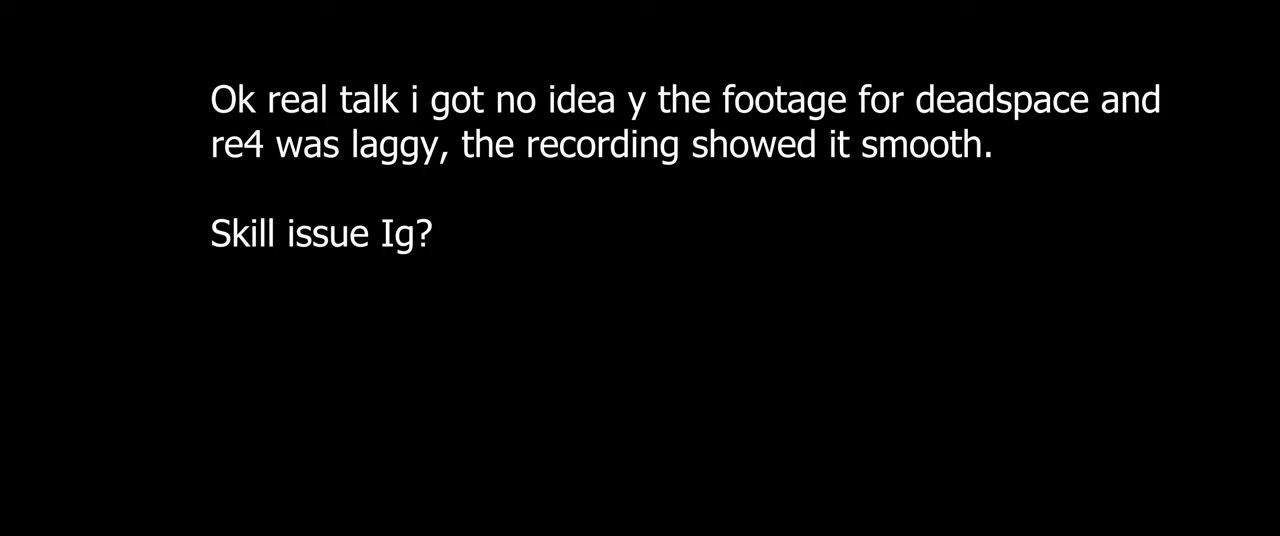 Ok real talk i got no idea y the footage for deadspace and
re4 was laggy, the recording showed it smooth.
Skill issue Ig?